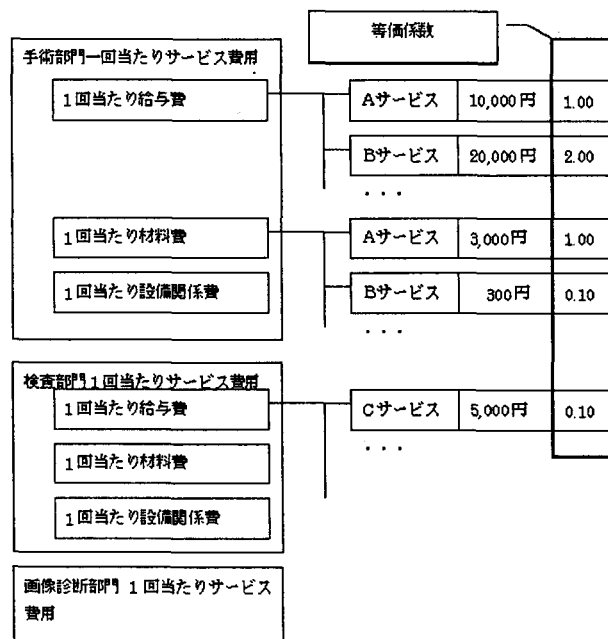 等価係数
手術部門一回当たりサービス費用
1回当たり給与費
Aサービス 10,000円 1.00
Bサービス 20,000円 2.00
・・・
1回当たり材料費
Aサービス 3,000円 1.00
1回当たり設備関係費
Bサービス 300円 0.10
・・・
検査部門1回当たりサービス費用
1回当たり給与費
Cサービス 5,000円 0.10
・・・
1回当たり材料費
1回当たり設備関係費
画像診断部門 1回当たりサービス
費用